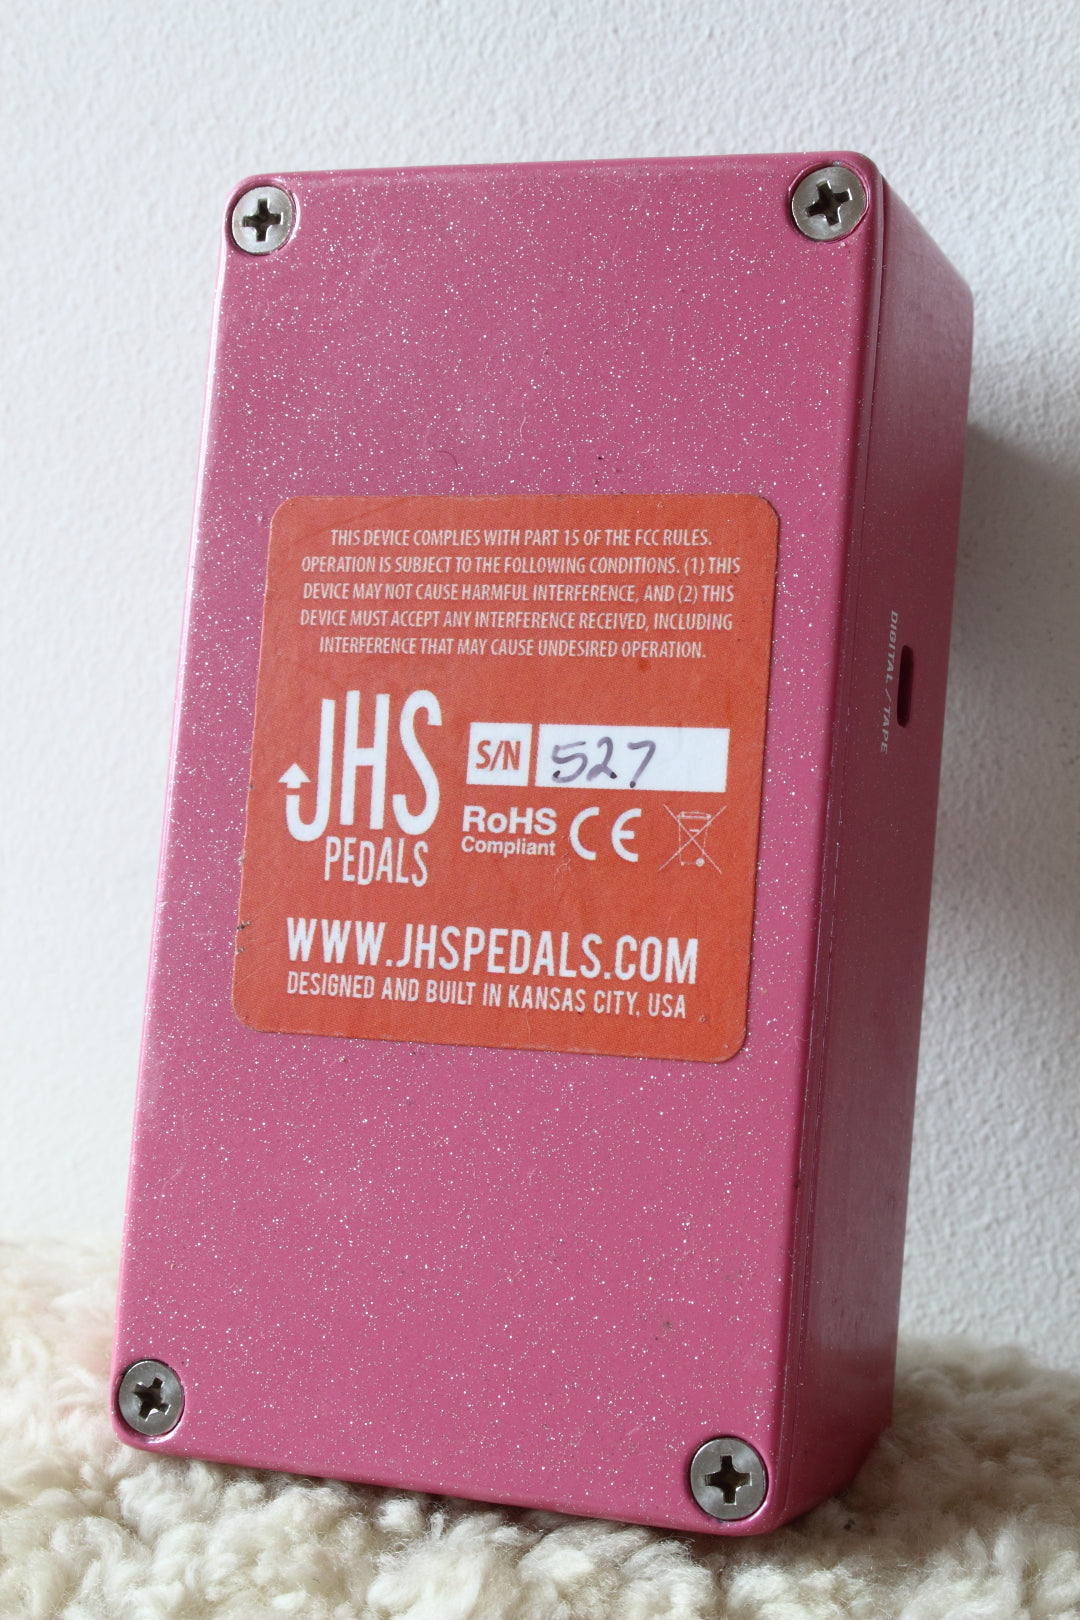 THIS DEVICE COMPLIES WITH PART 15 OF THE FCC RULES.
OPERATION IS SUBJECT TO THE FOLLOWING CONDITIONS. (1) THIS
DEVICE MAY NOT CAUSE HARMFUL INTERFERENCE, AND (2) THIS
DEVICE MUST ACCEPT ANY INTERFERENCE RECEIVED, INCLUDING
INTERFERENCE THAT MAY CAUSE UNDESIRED OPERATION.
JHS
PEDALS
S/N 527
RoHS
Compliant
CE
WWW.JHSPEDALS.COM
DESIGNED AND BUILT IN KANSAS CITY, USA
DIGITAL / TAPE